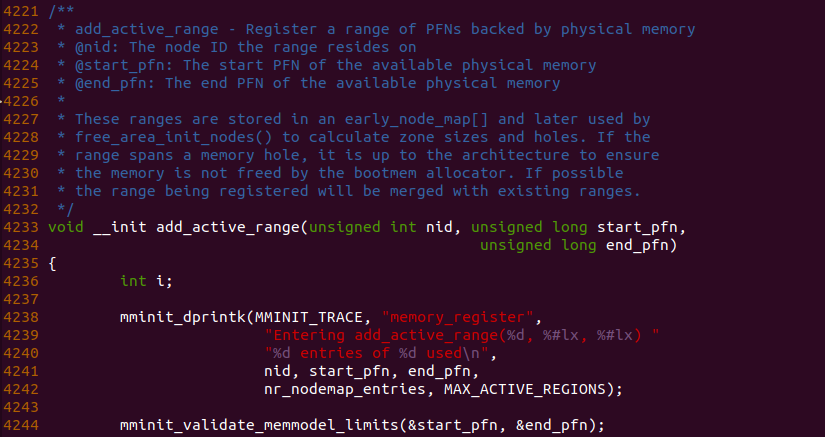 4221 /**
4222  * add_active_range - Register a range of PFNs backed by physical memory
4223  * @nid: The node ID the range resides on
4224  * @start_pfn: The start PFN of the available physical memory
4225  * @end_pfn: The end PFN of the available physical memory
4226  *
4227  * These ranges are stored in an early_node_map[] and later used by
4228  * free_area_init_nodes() to calculate zone sizes and holes. If the
4229  * range spans a memory hole, it is up to the architecture to ensure
4230  * the memory is not freed by the bootmem allocator. If possible
4231  * the range being registered will be merged with existing ranges.
4232  */
4233 void __init add_active_range(unsigned int nid, unsigned long start_pfn,
4234                                                 unsigned long end_pfn)
4235 {
4236         int i;
4237
4238         mminit_dprintk(MMINIT_TRACE, "memory_register",
4239                         "Entering add_active_range(%d, %#lx, %#lx) "
4240                         "%d entries of %d used\n",
4241                         nid, start_pfn, end_pfn,
4242                         nr_nodemap_entries, MAX_ACTIVE_REGIONS);
4243
4244         mminit_validate_memmodel_limits(&start_pfn, &end_pfn);